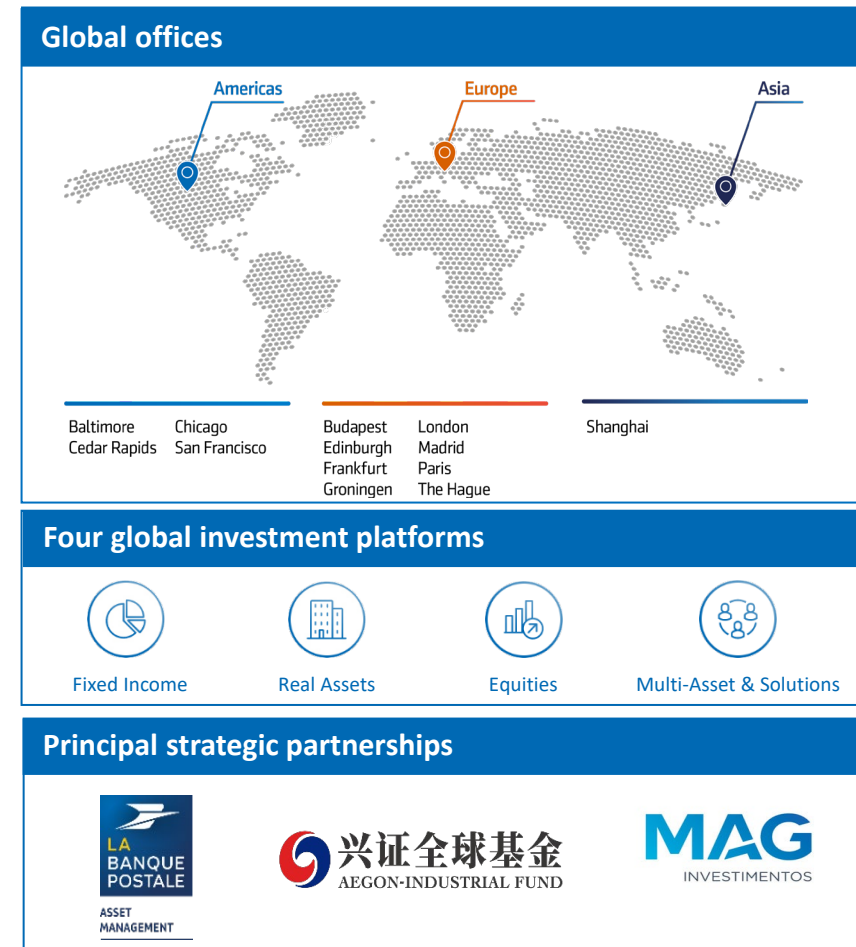 Global offices
Americas
Europe
Asia
Baltimore Chicago
Cedar Rapids San Francisco
Budapest London
Edinburgh Madrid
Frankfurt Paris
Groningen The Hague
Shanghai
Four global investment platforms
Fixed Income
Real Assets
Equities
Multi-Asset & Solutions
Principal strategic partnerships
LA
BANQUE
POSTALE
ASSET
MANAGEMENT
兴证全球基金
AEGON-INDUSTRIAL FUND
MAG
INVESTIMENTOS